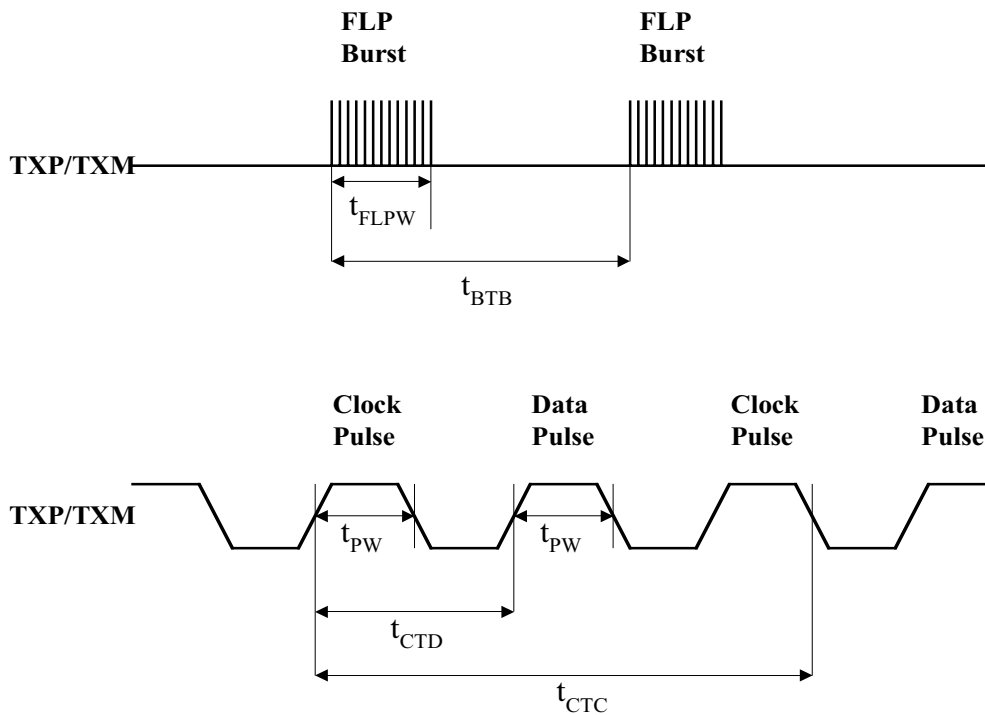 FLP
Burst
FLP
Burst
TXP/TXM
tFLPW
tBTB
Clock
Pulse
Data
Pulse
Clock
Pulse
Data
Pulse
TXP/TXM
tPW
tPW
tCTD
tCTC